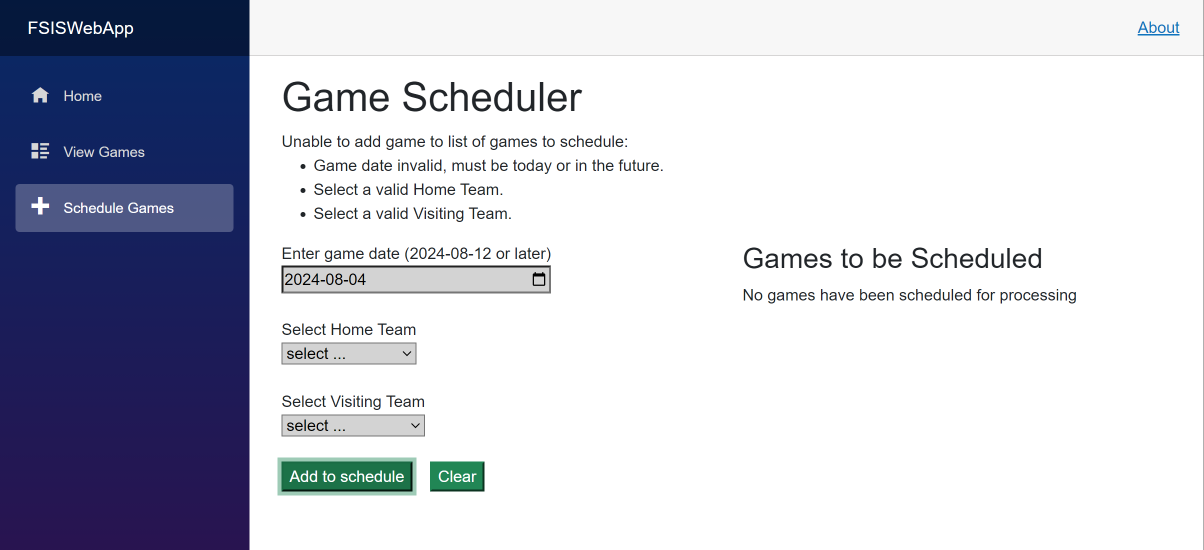 FSISWebApp
About
Home
View Games
Schedule Games
Game Scheduler
Unable to add game to list of games to schedule:
• Game date invalid, must be today or in the future.
• Select a valid Home Team.
• Select a valid Visiting Team.
Enter game date (2024-08-12 or later)
2024-08-04
Select Home Team
select ...
Select Visiting Team
select ...
Add to schedule
Clear
Games to be Scheduled
No games have been scheduled for processing